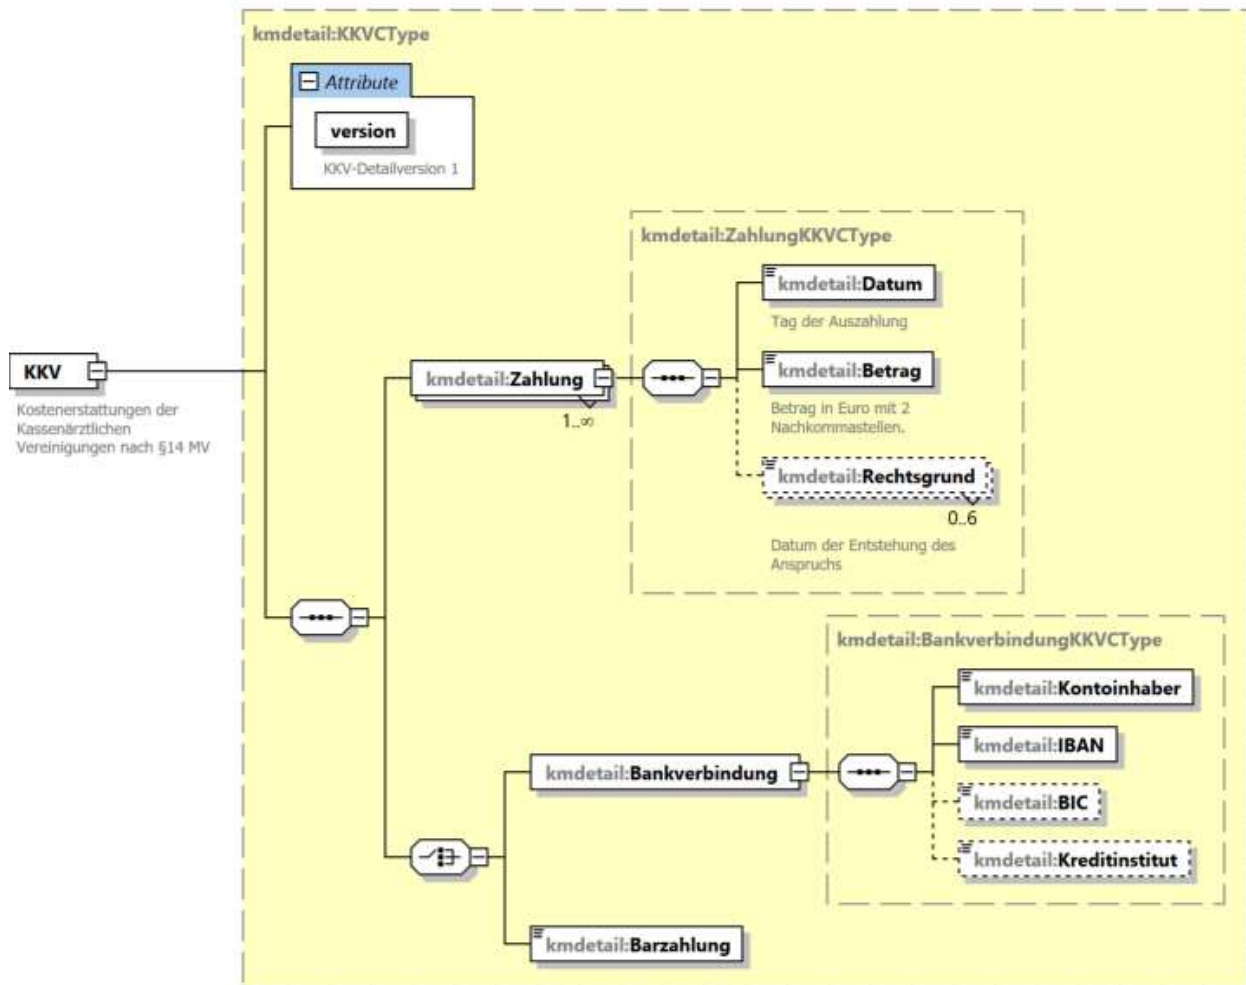 kmdetail:KKVCType
Attribute
version
KKV-Detailversion 1
kmdetail:ZahlungKKVCType
kmdetail:Datum
Tag der Auszahlung
KKV
Kostenerstattungen der
Kassenärztlichen
Vereinigungen nach §14 MV
kmdetail:Zahlung
1..∞
kmdetail:Betrag
Betrag in Euro mit 2
Nachkommastellen.
kmdetail:Rechtsgrund
0..6
Datum der Entstehung des
Anspruchs
kmdetail:BankverbindungKKVCType
kmdetail:Kontoinhaber
kmdetail:IBAN
kmdetail:Bankverbindung
kmdetail:BIC
kmdetail:Kreditinstitut
kmdetail:Barzahlung